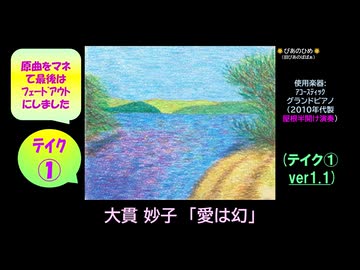 原曲をマネ
て最後は
フェードアウト
にしました
テイク
①
☀ぴあのひめ☀
(旧ぴあのばばぁ)
使用楽器:
アコースティック
グランドピアノ
(2010年代製
屋根半開け演奏)
(テイク①
ver1.1)
大貫 妙子 「愛は幻」